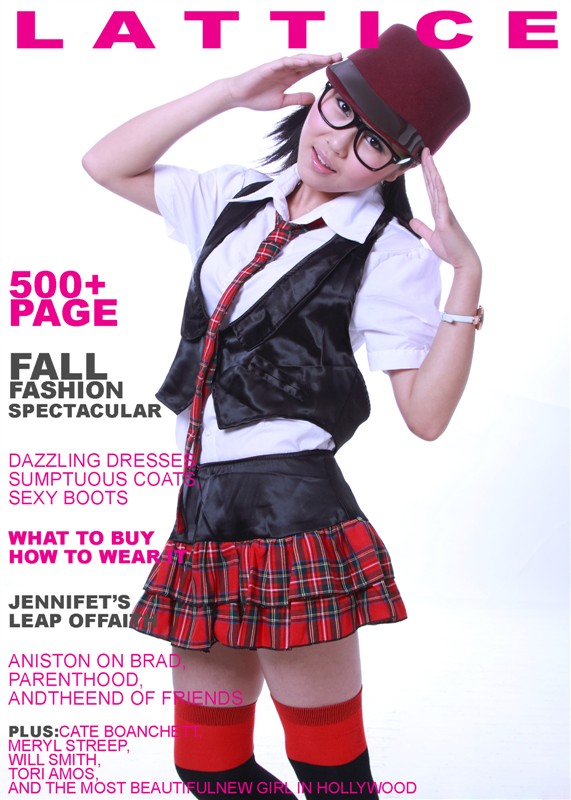 LATTICE
500+
PAGE
FALL
FASHION
SPECTACULAR
DAZZLING DRESSES,
SUMPTUOUS COATS,
SEXY BOOTS
WHAT TO BUY
HOW TO WEAR IT
JENNIFET'S
LEAP OFFAITH
ANISTON ON BRAD,
PARENTHOOD,
ANDTHEEND OF FRIENDS
PLUS:CATE BOANCHETT,
MERYL STREEP,
WILL SMITH,
TORI AMOS,
AND THE MOST BEAUTIFULNEW GIRL IN HOLLYWOOD